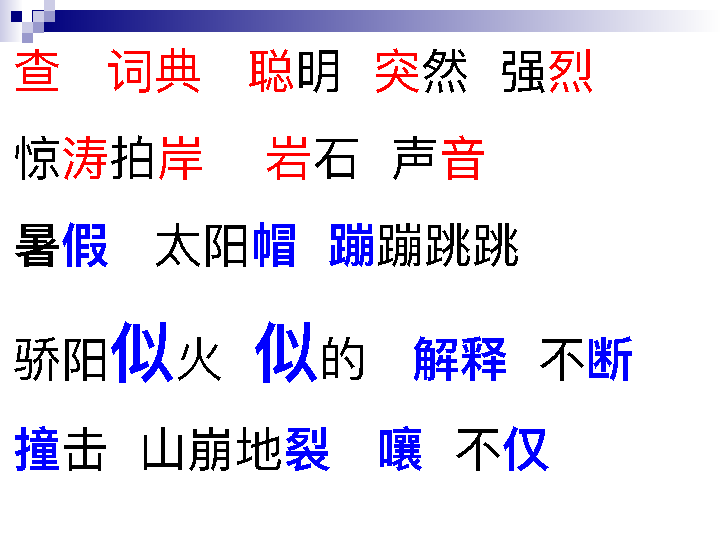 查 词典 聪明 突然 强烈
惊涛拍岸 岩石 声音
暑假 太阳帽 蹦蹦跳跳
骄阳似火 似的 解释 不断
撞击 山崩地裂 嚷 不仅